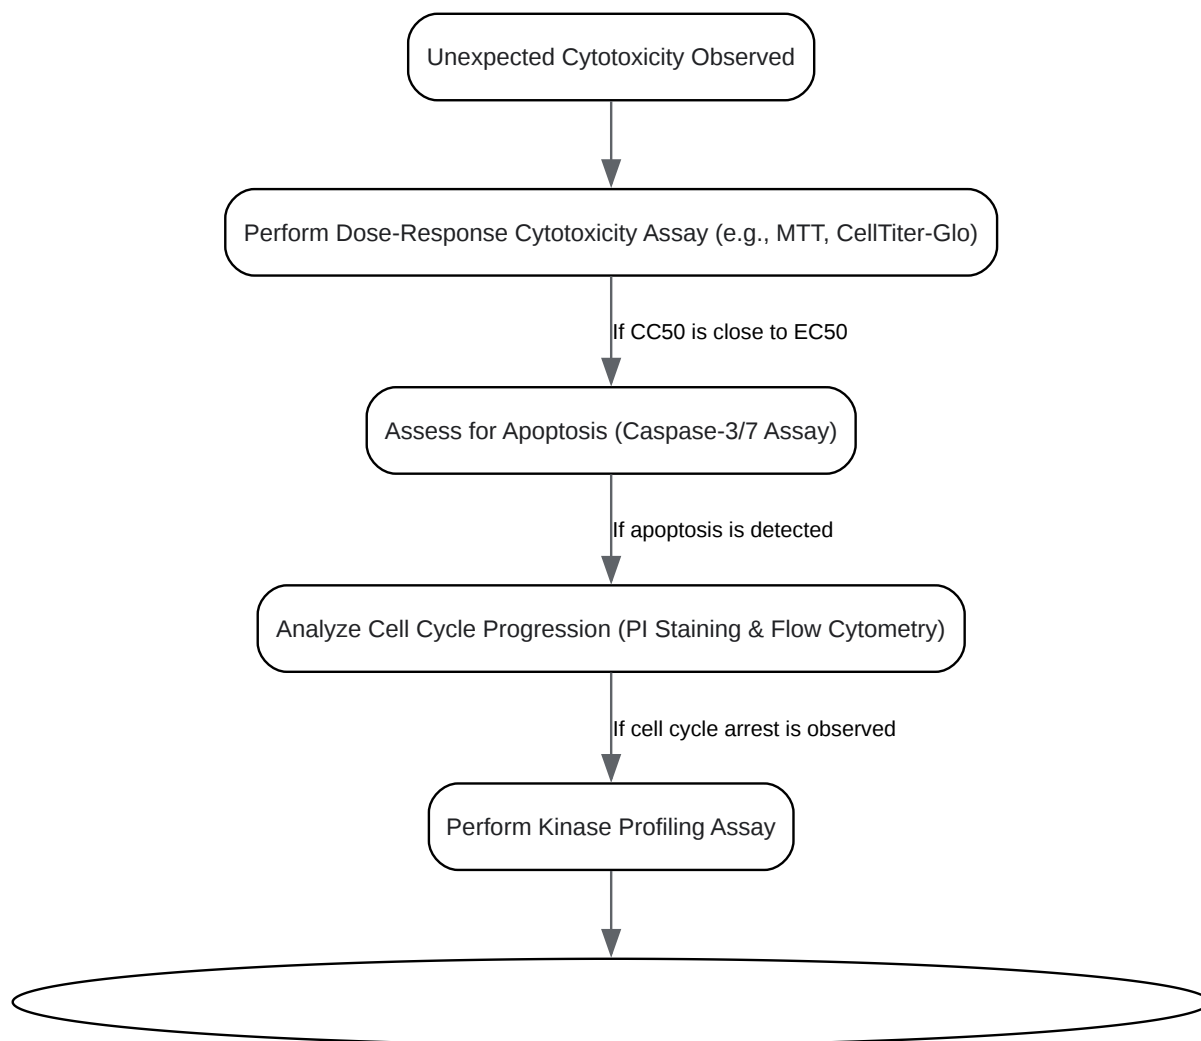 Unexpected Cytotoxicity Observed
Perform Dose-Response Cytotoxicity Assay (e.g., MTT, CellTiter-Glo)
If CC50 is close to EC50
Assess for Apoptosis (Caspase-3/7 Assay)
If apoptosis is detected
Analyze Cell Cycle Progression (PI Staining & Flow Cytometry)
If cell cycle arrest is observed
Perform Kinase Profiling Assay